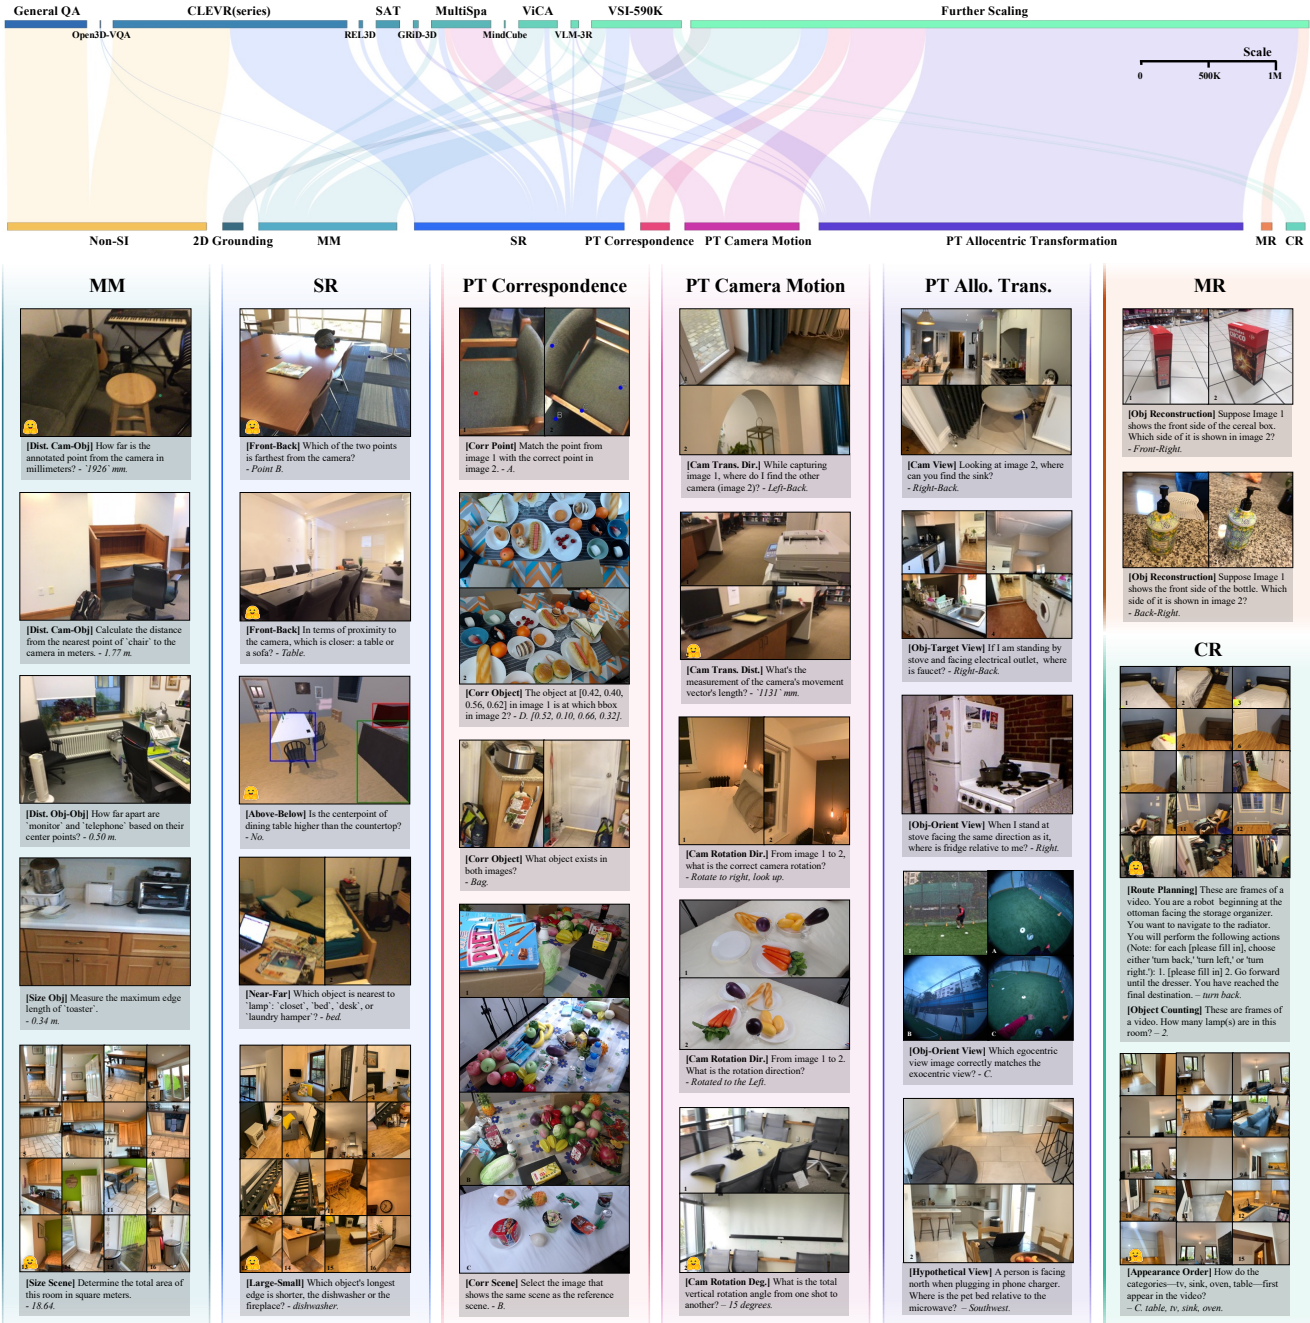 General QA
CLEVR(series)
SAT
MultiSpa
ViCA
VSI-590K
Further Scaling
Open3D-VQA
REL3D
GRiD-3D
MindCube
VLM-3R
Scale
0
500K
1M
Non-SI
2D Grounding
MM
SR
PT Correspondence
PT Camera Motion
PT Allocentric Transformation
MR
CR
MM
[Dist. Cam-Obj] How far is the
annotated point from the camera in
millimeters? - `1926` mm.
[Dist. Cam-Obj] Calculate the distance
from the nearest point of `chair` to the
camera in meters. - 1.77 m.
[Dist. Obj-Obj] How far apart are
`monitor` and `telephone` based on their
center points? - 0.50 m.
[Size Obj] Measure the maximum edge
length of `toaster`.
- 0.34 m.
[Size Scene] Determine the total area of
this room in square meters.
- 18.64.
SR
[Front-Back] Which of the two points
is farthest from the camera?
- Point B.
[Front-Back] In terms of proximity to
the camera, which is closer: a table or
a sofa? - Table.
[Above-Below] Is the centerpoint of
dining table higher than the countertop?
- No.
[Near-Far] Which object is nearest to
`lamp`: `closet`, `bed`, `desk`, or
`laundry hamper`? - bed.
[Large-Small] Which object's longest
edge is shorter, the dishwasher or the
fireplace? - dishwasher.
PT Correspondence
[Corr Point] Match the point from
image 1 with the correct point in
image 2. - A.
[Corr Object] The object at [0.42, 0.40,
0.56, 0.62] in image 1 is at which bbox
in image 2? - D. [0.52, 0.10, 0.66, 0.32].
[Corr Object] What object exists in
both images?
- Bag.
[Corr Scene] Select the image that
shows the same scene as the reference
scene. - B.
PT Camera Motion
[Cam Trans. Dir.] While capturing
image 1, where do I find the other
camera (image 2)? - Left-Back.
[Cam Trans. Dist.] What's the
measurement of the camera's movement
vector's length? - `1131` mm.
[Cam Rotation Dir.] From image 1 to 2,
what is the correct camera rotation?
- Rotate to right, look up.
[Cam Rotation Dir.] From image 1 to 2.
What is the rotation direction?
- Rotated to the Left.
[Cam Rotation Deg.] What is the total
vertical rotation angle from one shot to
another? – 15 degrees.
PT Allo. Trans.
[Cam View] Looking at image 2, where
can you find the sink?
- Right-Back.
[Obj-Target View] If I am standing by
stove and facing electrical outlet, where
is faucet? - Right-Back.
[Obj-Orient View] When I stand at
stove facing the same direction as it,
where is fridge relative to me? - Right.
[Obj-Orient View] Which egocentric
view image correctly matches the
exocentric view? - C.
[Hypothetical View] A person is facing
north when plugging in phone charger.
Where is the pet bed relative to the
microwave? – Southwest.
MR
[Obj Reconstruction] Suppose Image 1
shows the front side of the cereal box.
Which side of it is shown in image 2?
- Front-Right.
[Obj Reconstruction] Suppose Image 1
shows the front side of the bottle. Which
side of it is shown in image 2?
- Back-Right.
CR
[Route Planning] These are frames of a
video. You are a robot beginning at the
ottoman facing the storage organizer.
You want to navigate to the radiator.
You will perform the following actions
(Note: for each [please fill in], choose
either 'turn back,' 'turn left,' or 'turn
right.'): 1. [please fill in] 2. Go forward
until the dresser. You have reached the
final destination. – turn back.
[Object Counting] These are frames of
a video. How many lamp(s) are in this
room? – 2.
[Appearance Order] How do the
categories—tv, sink, oven, table—first
appear in the video?
– C. table, tv, sink, oven.